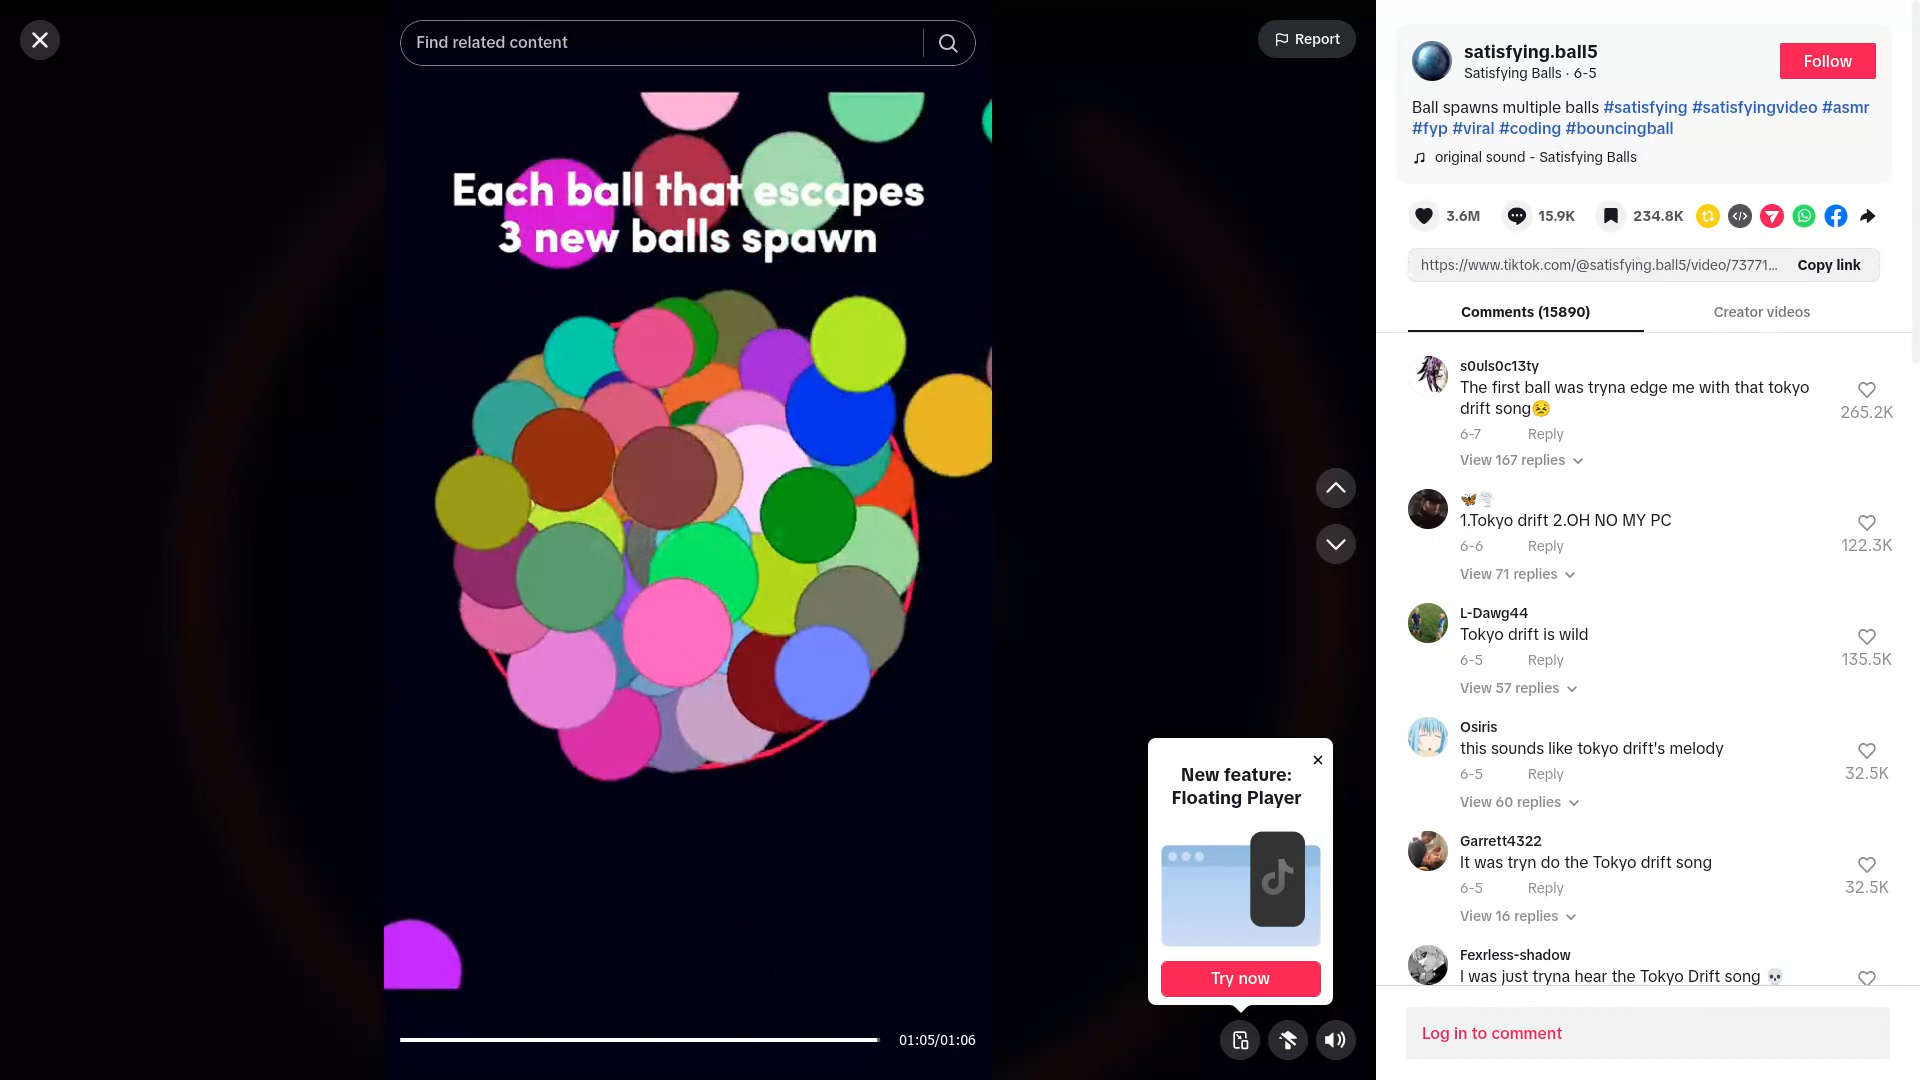 Find related content
Report
Each ball that escapes
3 new balls spawn
New feature:
Floating Player
Try now
01:05/01:06
satisfying.ball5
Satisfying Balls · 6-5
Follow
Ball spawns multiple balls #satisfying #satisfyingvideo #asmr
#fyp #viral #coding #bouncingball
original sound - Satisfying Balls
3.6M
15.9K
234.8K
https://www.tiktok.com/@satisfying.ball5/video/73771...
Copy link
Comments (15890)
Creator videos
s0uls0c13ty
The first ball was tryna edge me with that tokyo
drift song😣
265.2K
6-7 Reply
View 167 replies
🦋🌪️
1.Tokyo drift 2.OH NO MY PC
122.3K
6-6 Reply
View 71 replies
L-Dawg44
Tokyo drift is wild
135.5K
6-5 Reply
View 57 replies
Osiris
this sounds like tokyo drift's melody
32.5K
6-5 Reply
View 60 replies
Garrett4322
It was tryn do the Tokyo drift song
32.5K
6-5 Reply
View 16 replies
Fexrless-shadow
I was just tryna hear the Tokyo Drift song 💀
Log in to comment